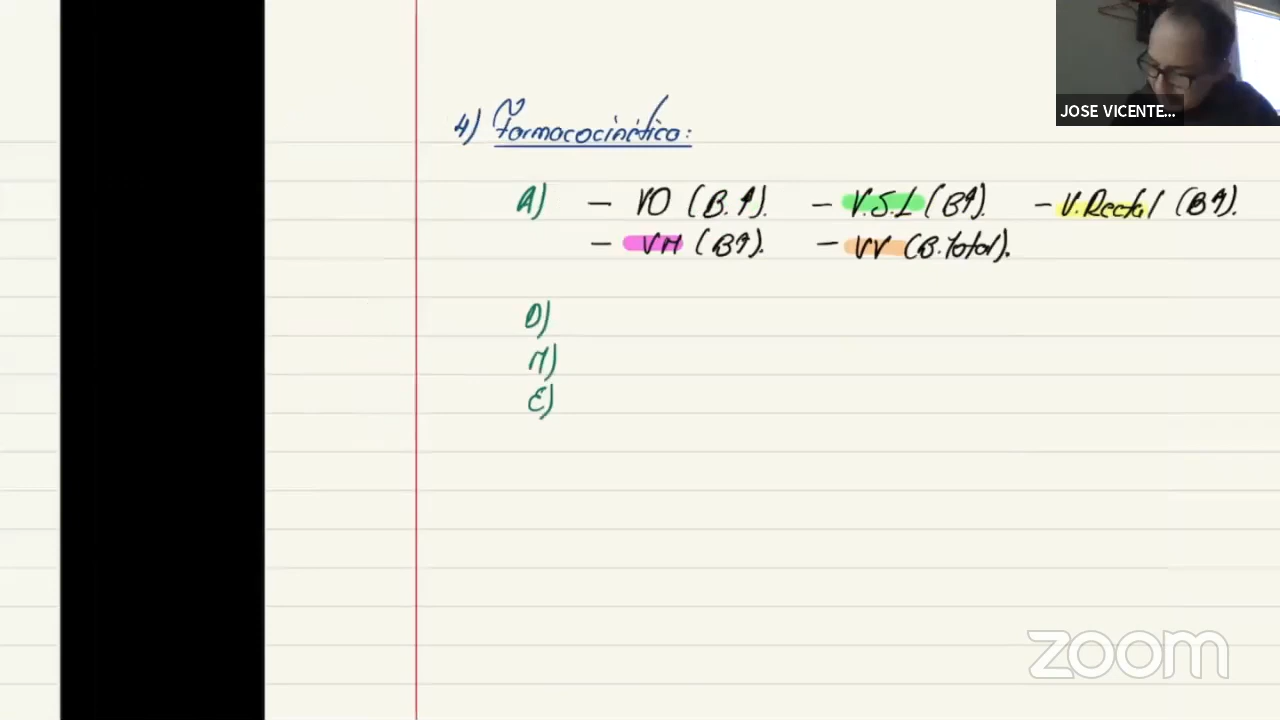 4) Farmacocinética:
A) – VO (B.↑). – V.S.L (B↑). – V.Rectal (B↑).
– VM (B↑). – VV (B.Total).
D)
M)
E)
JOSE VICENTE...
zoom